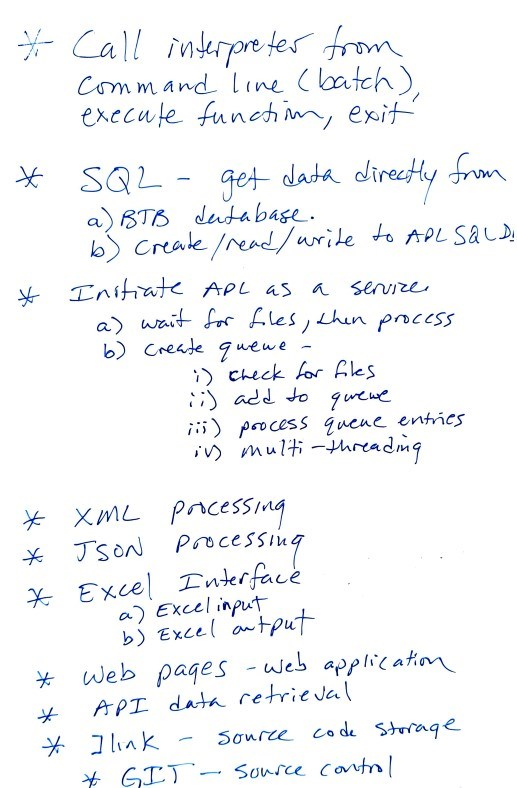 * Call interpreter from
command line (batch),
execute function, exit
* SQL - get data directly from
a) BTB database.
b) Create/read/write to APL SQL D
* Initiate APL as a service
a) wait for files, then process
b) create queue -
i) check for files
ii) add to queue
iii) process queue entries
iv) multi-threading
* XML processing
* JSON Processing
* Excel Interface
a) Excel input
b) Excel output
* Web pages - web application
* API data retrieval
* ]link - source code storage
* GIT - source control